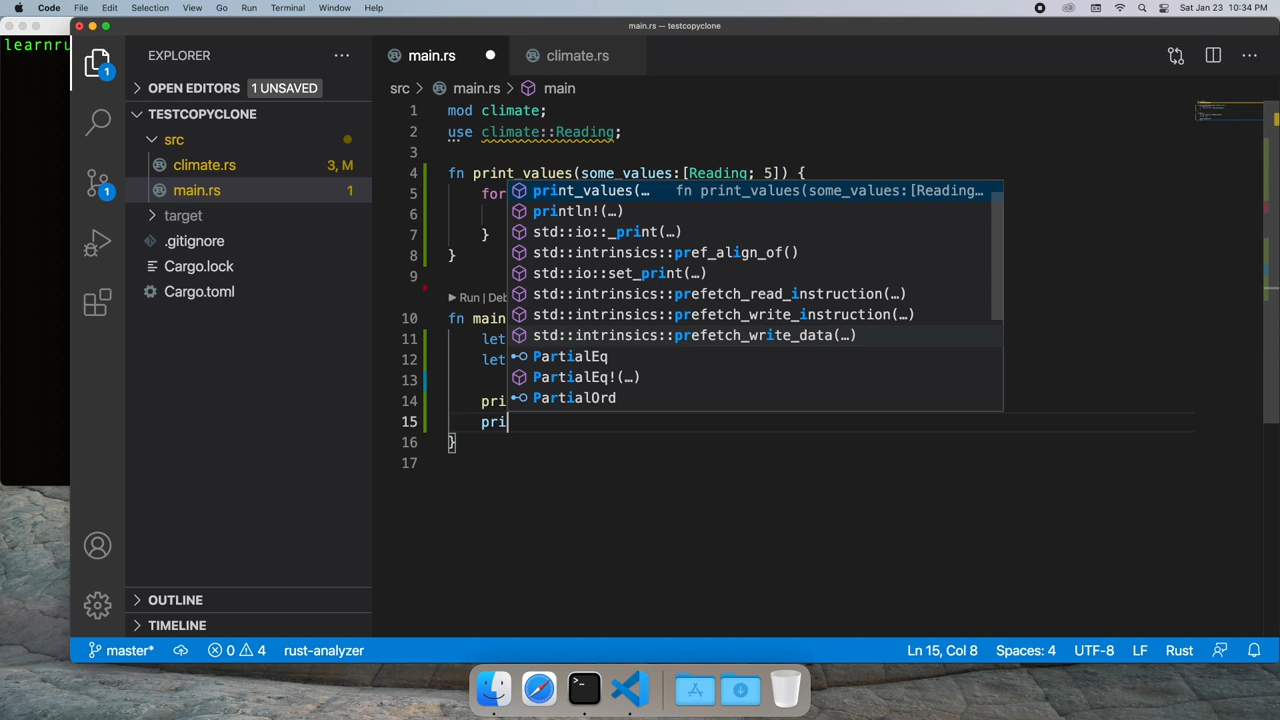 Code File Edit Selection View Go Run Terminal Window Help Sat Jan 23 10:34 PM
main.rs — testcopyclone
learnru
1
1
EXPLORER ...
OPEN EDITORS 1 UNSAVED
TESTCOPYCLONE
src
climate.rs 3, M
main.rs 1
target
.gitignore
Cargo.lock
Cargo.toml
OUTLINE
TIMELINE
main.rs climate.rs
src > main.rs > main
1 mod climate;
2 use climate::Reading;
3
4 fn print_values(some_values:[Reading; 5]) {
5 for
6
7 }
8 }
9
Run | Deb
10 fn main
11 let
12 let
13
14 pri
15 pri
16 }
17
print_values(… fn print_values(some_values:[Reading…
println!(…)
std::io::_print(…)
std::intrinsics::pref_align_of()
std::io::set_print(…)
std::intrinsics::prefetch_read_instruction(…)
std::intrinsics::prefetch_write_instruction(…)
std::intrinsics::prefetch_write_data(…)
PartialEq
PartialEq!(…)
PartialOrd
master* 0 4 rust-analyzer Ln 15, Col 8 Spaces: 4 UTF-8 LF Rust